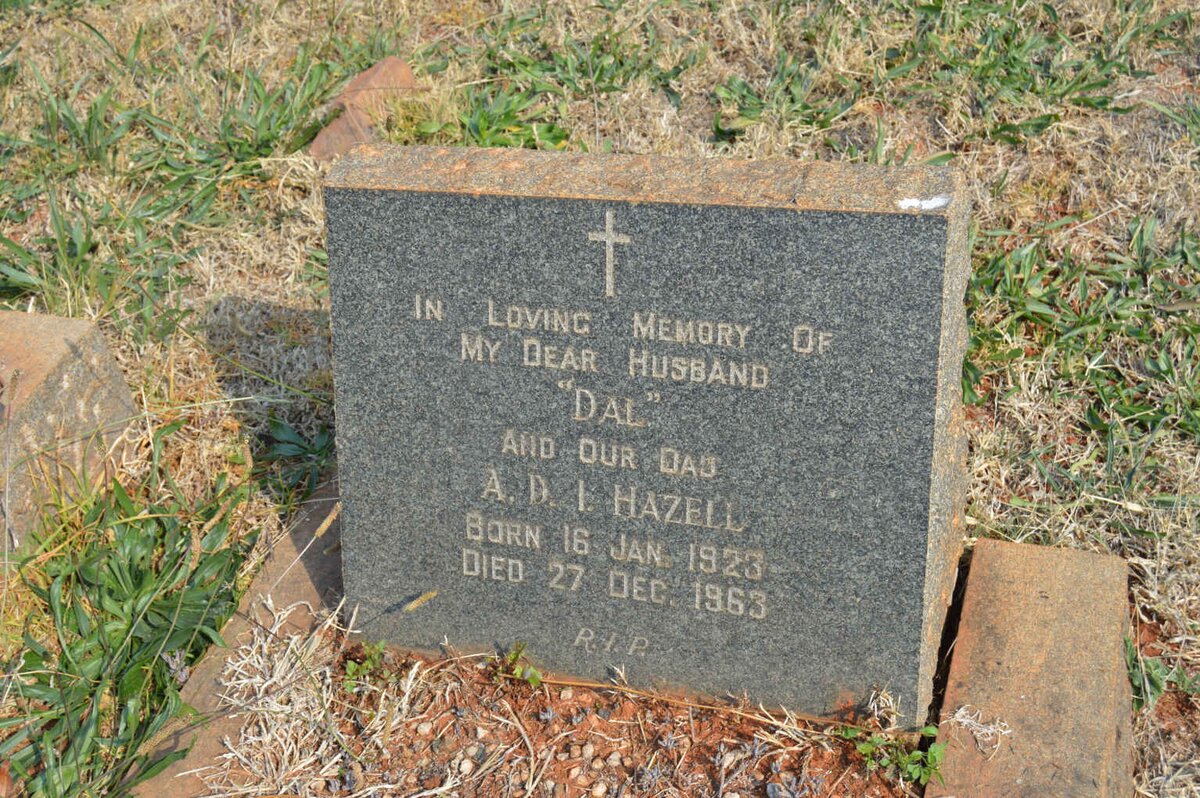 In Loving Memory Of
My Dear Husband
"Dal"
And Our Dad
A. D. I. Hazell
Born 16 Jan. 1923
Died 27 Dec. 1963
R.I.P.